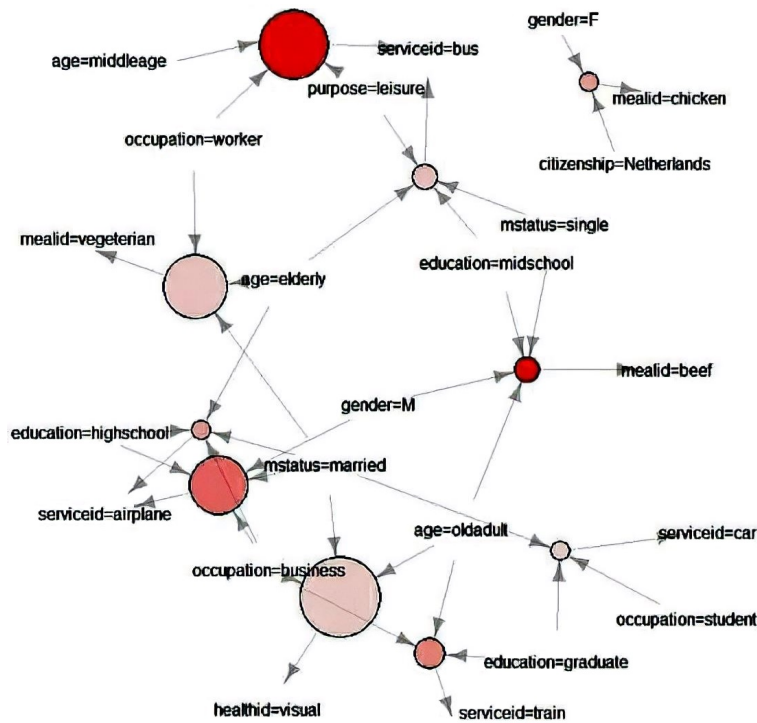 gender=F
serviceid=bus
age=middleage
purpose=leisure
mealid=chicken
occupation=worker
citizenship=Netherlands
mstatus=single
mealid=vegeterian
education=midschool
age=elderly
mealid=beef
gender=M
education=highschool
mstatus=married
serviceid=airplane
age=oldadult
serviceid=car
occupation=business
occupation=student
education=graduate
healthid=visual
serviceid=train